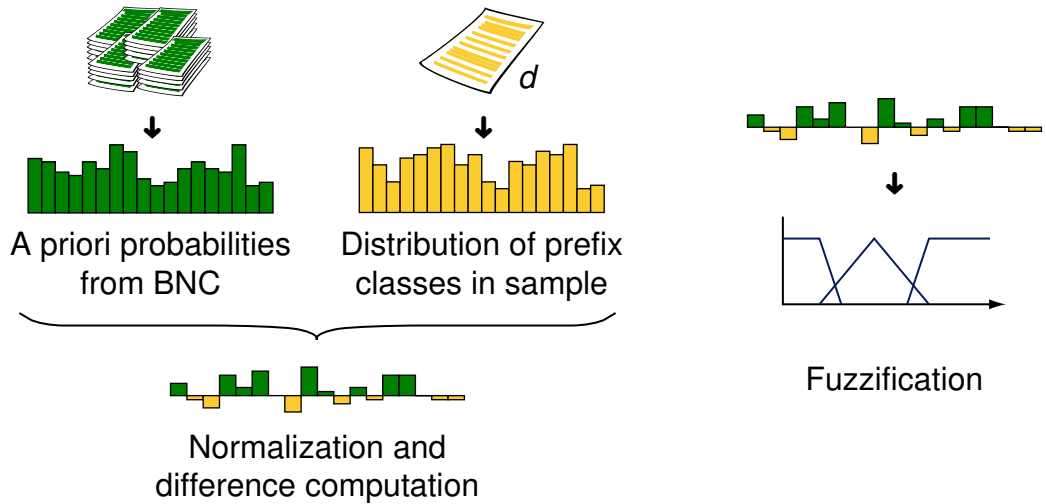 d
A priori probabilities
from BNC
Distribution of prefix
classes in sample
Normalization and
difference computation
Fuzzification